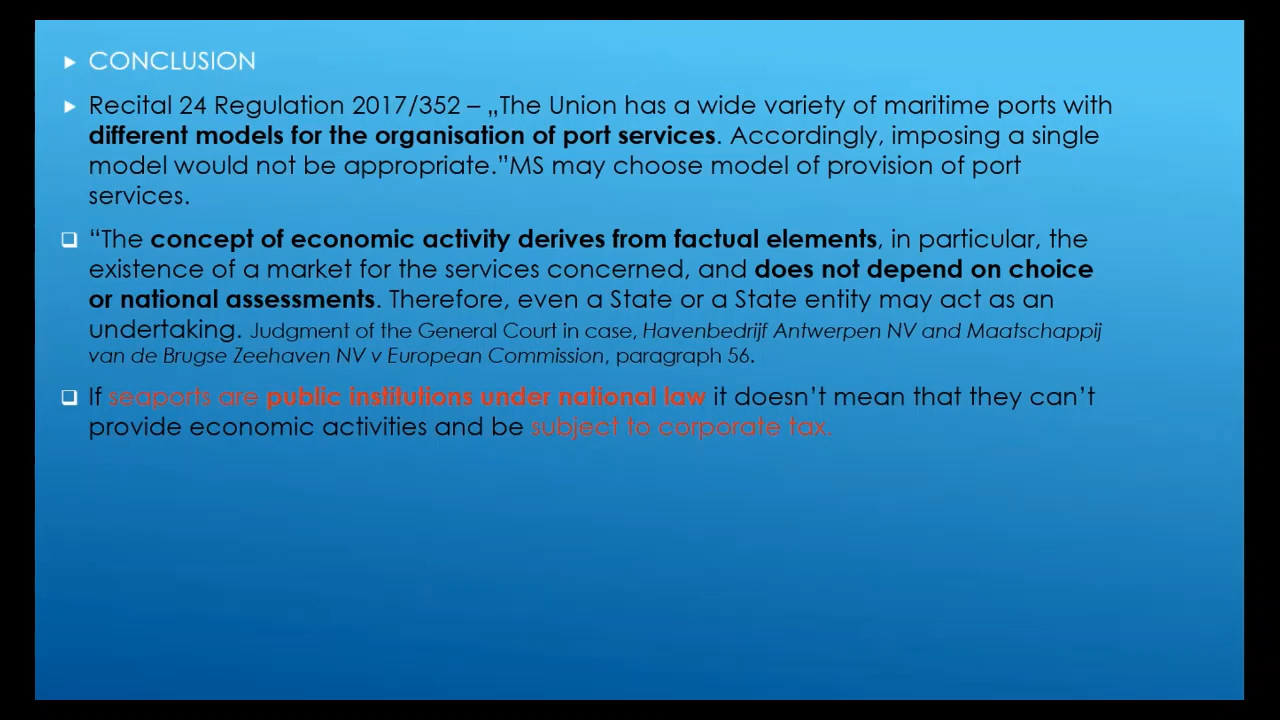 CONCLUSION
Recital 24 Regulation 2017/352 – „The Union has a wide variety of maritime ports with
different models for the organisation of port services. Accordingly, imposing a single
model would not be appropriate.”MS may choose model of provision of port
services.
“The concept of economic activity derives from factual elements, in particular, the
existence of a market for the services concerned, and does not depend on choice
or national assessments. Therefore, even a State or a State entity may act as an
undertaking. Judgment of the General Court in case, Havenbedrijf Antwerpen NV and Maatschappij
van de Brugse Zeehaven NV v European Commission, paragraph 56.
If seaports are public institutions under national law it doesn’t mean that they can’t
provide economic activities and be subject to corporate tax.